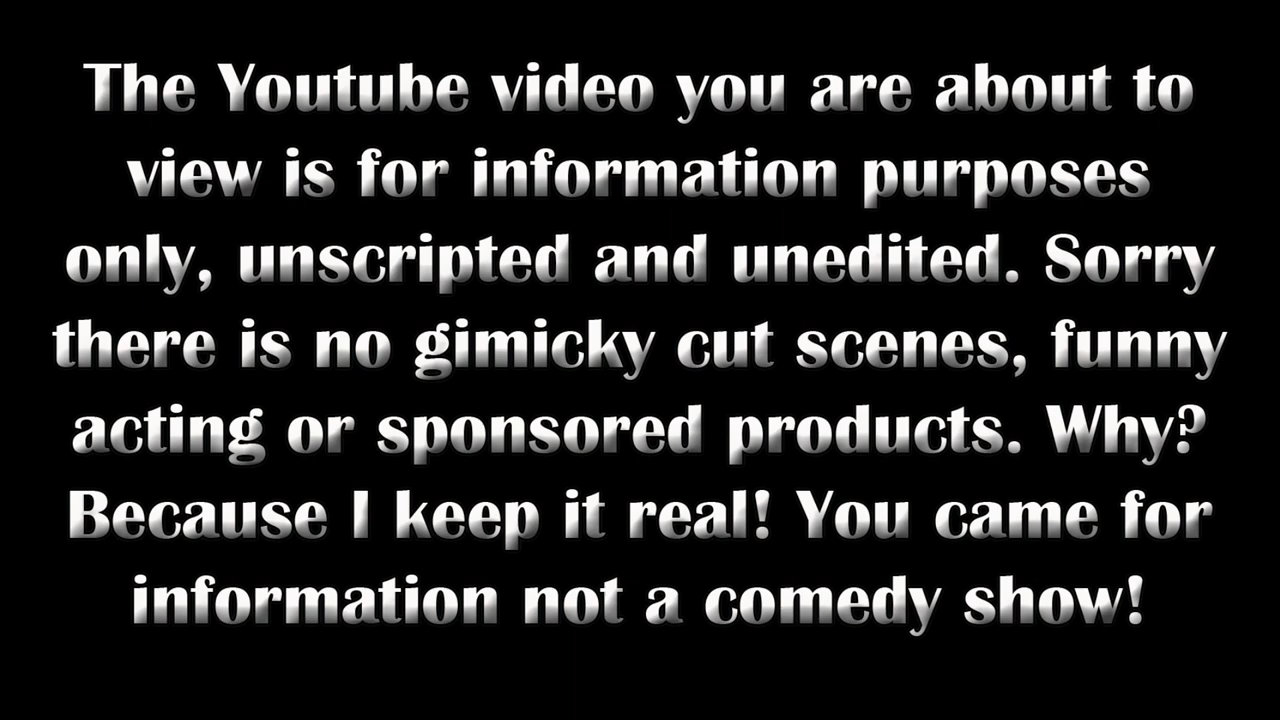 The Youtube video you are about to
view is for information purposes
only, unscripted and unedited. Sorry
there is no gimicky cut scenes, funny
acting or sponsored products. Why?
Because I keep it real! You came for
information not a comedy show!